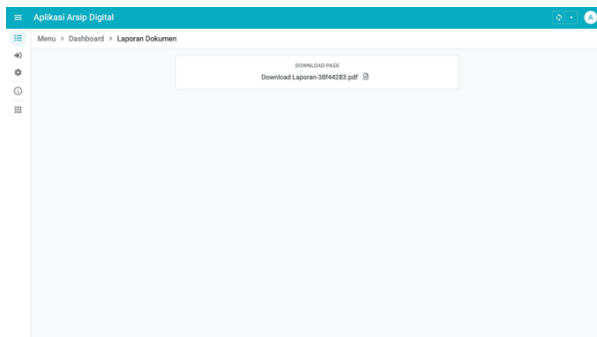 Aplikasi Arsip Digital
A
Menu > Dashboard > Laporan Dokumen
DOWNLOAD PAGE
Download Laporan-38f44283.pdf